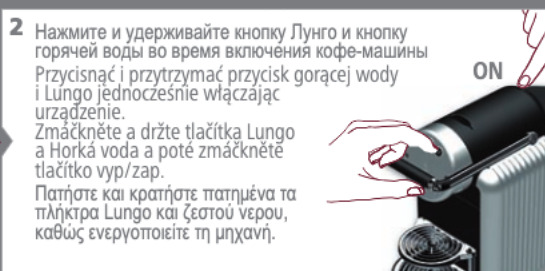 2 Нажмите и удерживайте кнопку Лунго и кнопку
горячей воды во время включения кофе-машины
Przycisnąć i przytrzymać przycisk gorącej wody
i Lungo jednocześnie włączając
urządzenie.
Zmáčkněte a držte tlačítka Lungo
a Horká voda a poté zmáčkněte
tlačítko vyp/zap.
Πατήστε και κρατήστε πατημένα τα
πλήκτρα Lungo και ζεστού νερου,
καθώς ενεργοποιείτε τη μηχανή.
ON